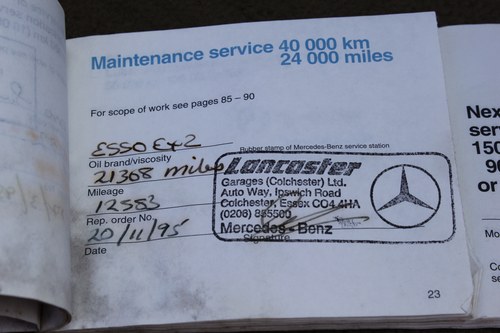 Maintenance service 40 000 km
24 000 miles
For scope of work see pages 85 – 90
ESSO Ex2
Oil brand/viscosity
21368 miles
Mileage
12583
Rep. order No.
20/11/95
Date
Rubber stamp of Mercedes-Benz service station
Lancaster
Garages (Colchester) Ltd.
Auto Way, Ipswich Road
Colchester, Essex CO4 4HA
(0206) 855500
Mercedes-Benz
Signature
23
Nex
ser
150
or
Mo